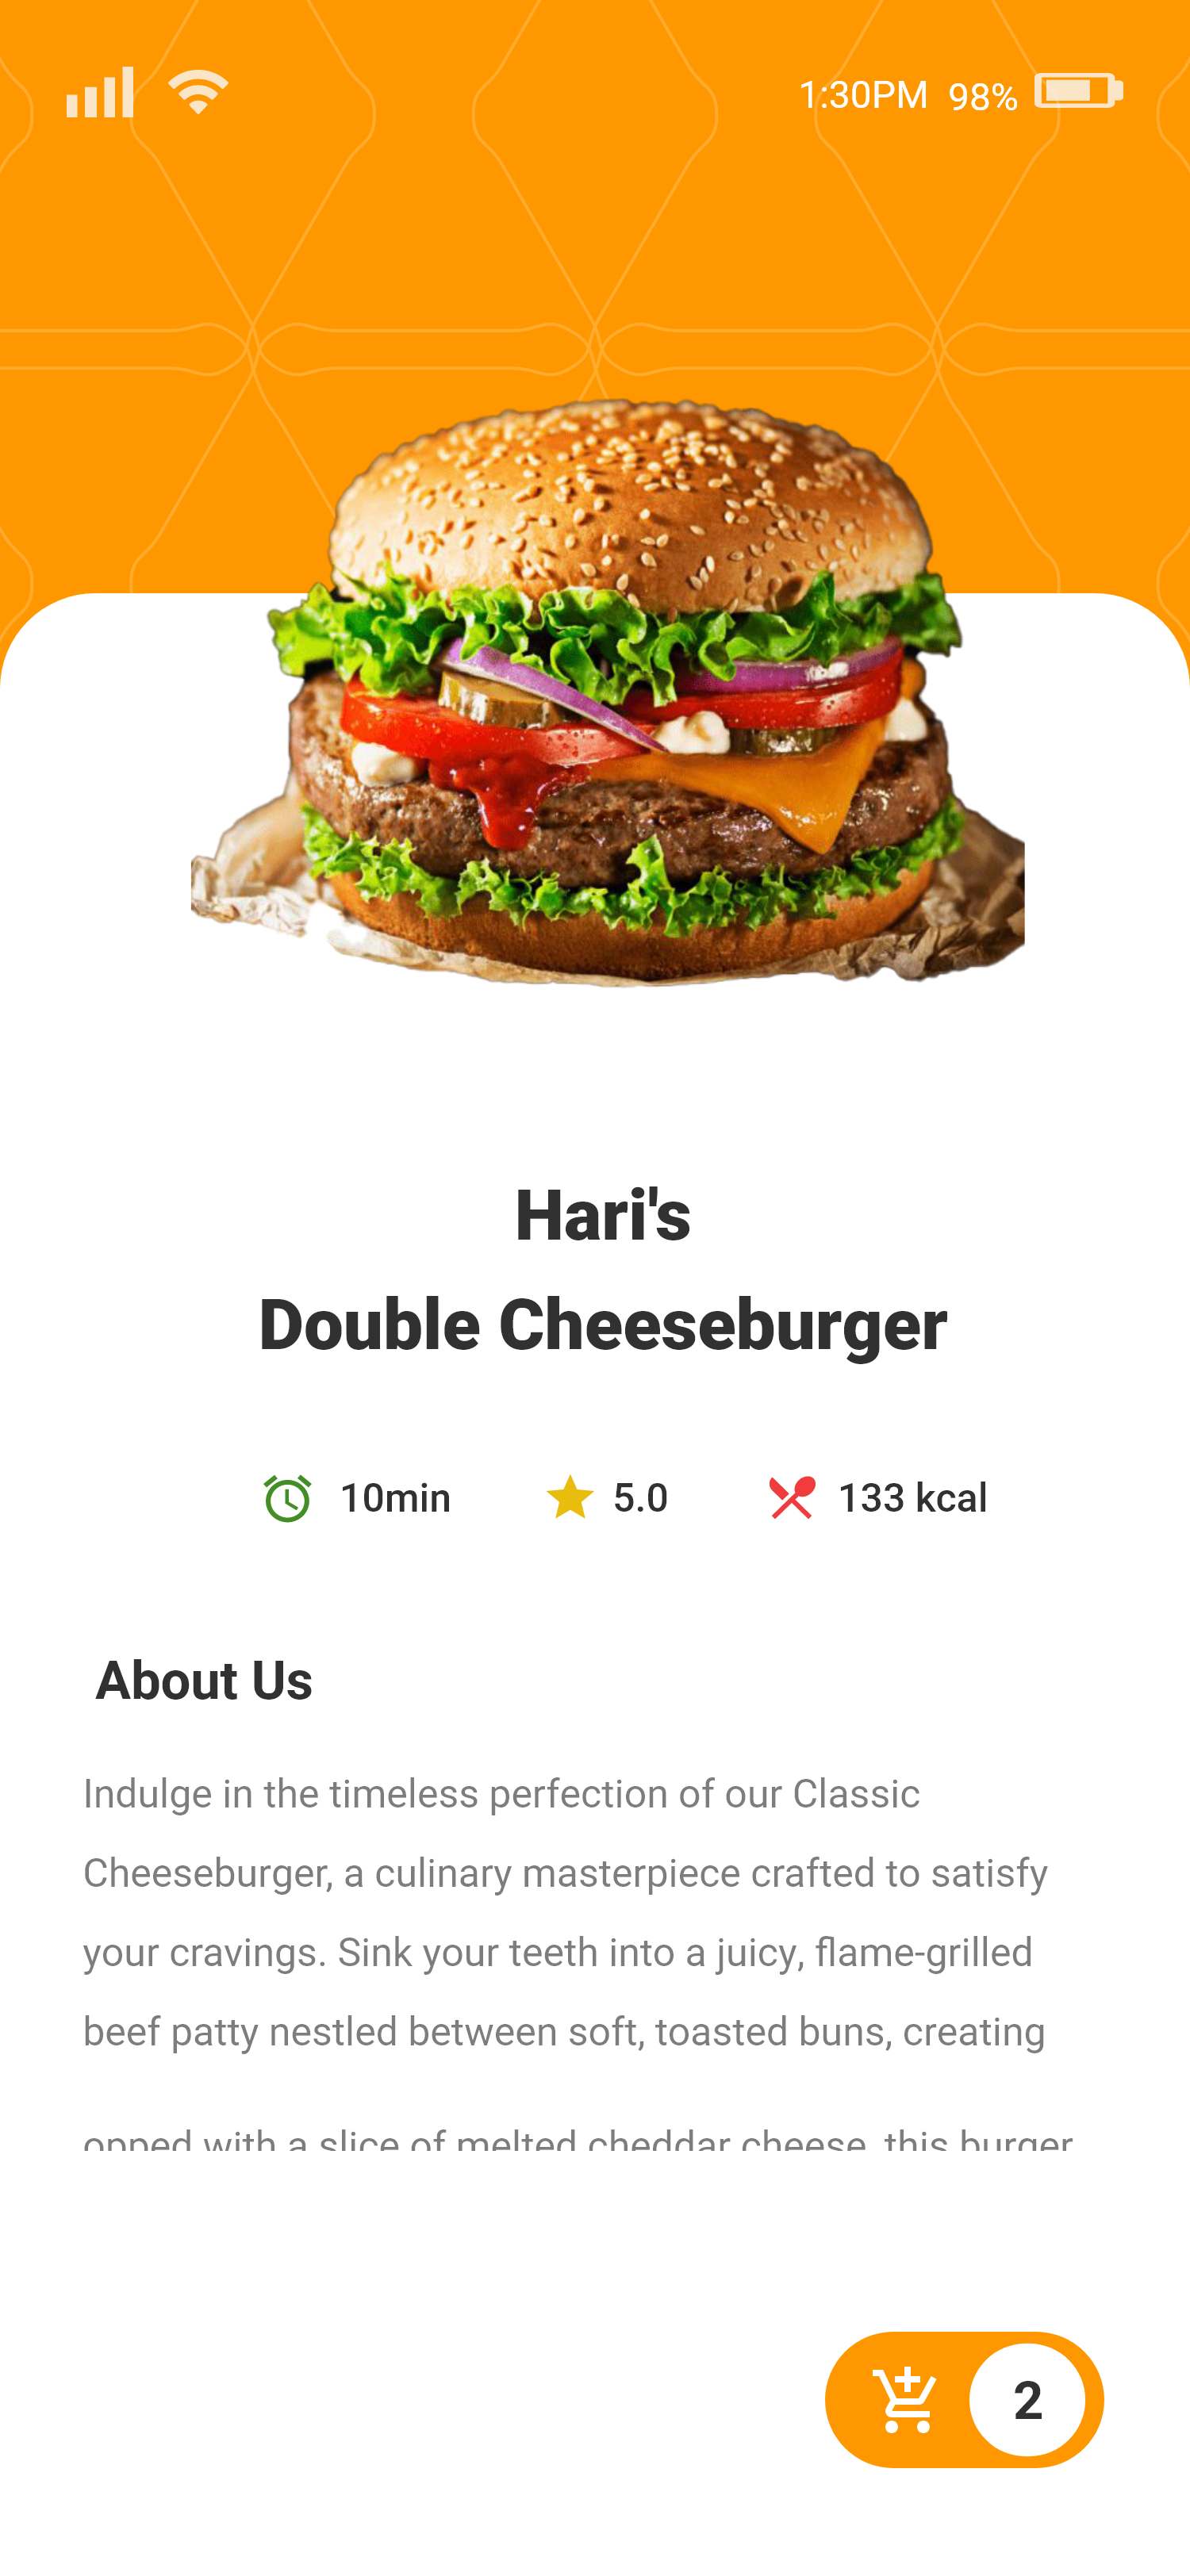 1:30PM 98%
Hari's
Double Cheeseburger
10min 5.0 133 kcal
About Us
Indulge in the timeless perfection of our Classic
Cheeseburger, a culinary masterpiece crafted to satisfy
your cravings. Sink your teeth into a juicy, flame-grilled
beef patty nestled between soft, toasted buns, creating
opped with a slice of melted cheddar cheese, this burger
2